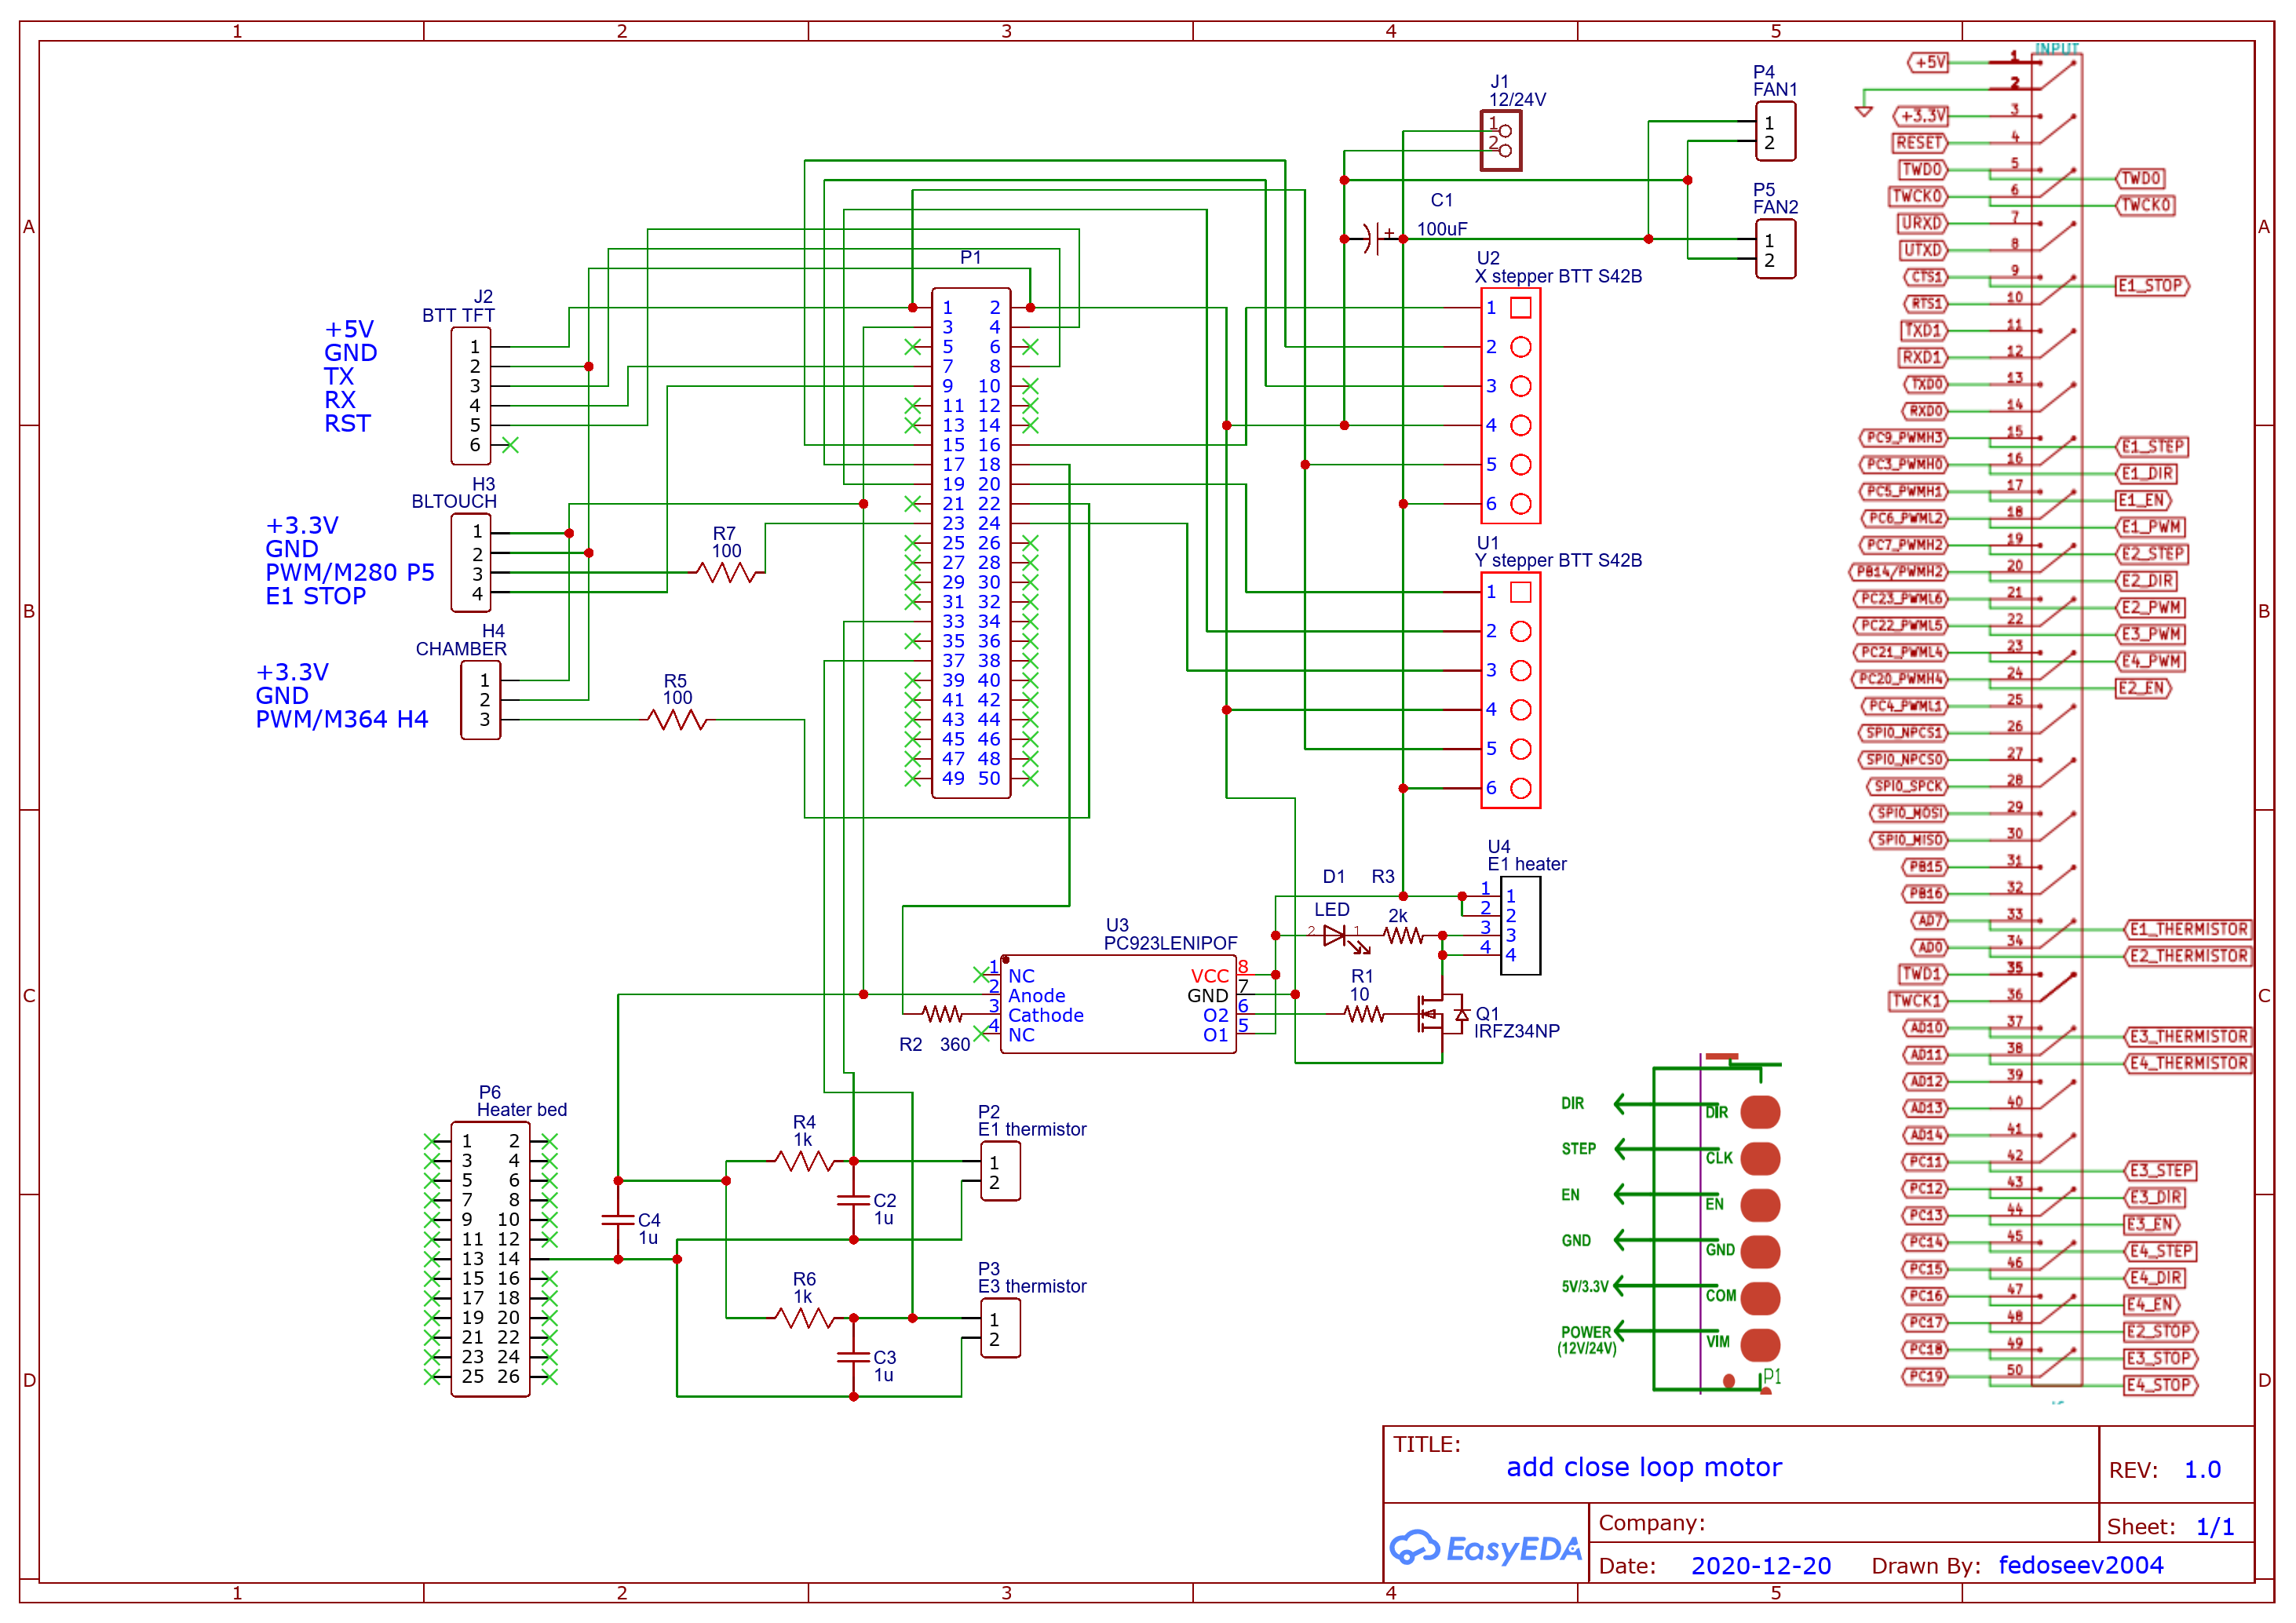 1 2 3 4 5
A
B
C
D
A
B
C
D
1 2 3 4 5
J2
BTT TFT
+5V
GND
TX
RX
RST
1
2
3
4
5
6
H3
BLTOUCH
+3.3V
GND
PWM/M280 P5
E1 STOP
1
2
3
4
R7
100
H4
CHAMBER
+3.3V
GND
PWM/M364 H4
1
2
3
R5
100
P1
1 2
3 4
5 6
7 8
9 10
11 12
13 14
15 16
17 18
19 20
21 22
23 24
25 26
27 28
29 30
31 32
33 34
35 36
37 38
39 40
41 42
43 44
45 46
47 48
49 50
J1
12/24V
1
2
C1
100uF
+
P4
FAN1
1
2
P5
FAN2
1
2
U2
X stepper BTT S42B
1
2
3
4
5
6
U1
Y stepper BTT S42B
1
2
3
4
5
6
U4
E1 heater
1 1
2 2
3 3
4 4
D1
LED
2 1
R3
2k
R1
10
Q1
IRFZ34NP
U3
PC923LENIPOF
1 NC
2 Anode
3 Cathode
4 NC
VCC 8
GND 7
O2 6
O1 5
R2 360
P6
Heater bed
1 2
3 4
5 6
7 8
9 10
11 12
13 14
15 16
17 18
19 20
21 22
23 24
25 26
C4
1u
R4
1k
C2
1u
P2
E1 thermistor
1
2
R6
1k
C3
1u
P3
E3 thermistor
1
2
DIR DIR
STEP CLK
EN EN
GND GND
5V/3.3V COM
POWER VIM
(12V/24V)
P1
INPUT
+5V 1
2
+3.3V 3
RESET 4
TWD0 5 TWD0
TWCK0 6 TWCK0
URXD 7
UTXD 8
CTS1 9 E1_STOP
RTS1 10
TXD1 11
RXD1 12
TXD0 13
RXD0 14
PC9_PWMH3 15 E1_STEP
PC3_PWMH0 16 E1_DIR
PC5_PWMH1 17 E1_EN
PC6_PWML2 18 E1_PWM
PC7_PWMH2 19 E2_STEP
PB14/PWMH2 20 E2_DIR
PC23_PWML6 21 E2_PWM
PC22_PWML5 22 E3_PWM
PC21_PWML4 23 E4_PWM
PC20_PWMH4 24 E2_EN
PC4_PWML1 25
SPI0_NPCS1 26
SPI0_NPCS0 27
SPI0_SPCK 28
SPI0_MOSI 29
SPI0_MISO 30
PB15 31
PB16 32
AD7 33 E1_THERMISTOR
AD0 34 E2_THERMISTOR
TWD1 35
TWCK1 36
AD10 37 E3_THERMISTOR
AD11 38 E4_THERMISTOR
AD12 39
AD13 40
AD14 41
PC11 42 E3_STEP
PC12 43 E3_DIR
PC13 44 E3_EN
PC14 45 E4_STEP
PC15 46 E4_DIR
PC16 47 E4_EN
PC17 48 E2_STOP
PC18 49 E3_STOP
PC19 50 E4_STOP
TITLE:
add close loop motor
REV: 1.0
EasyEDA
Company:
Sheet: 1/1
Date: 2020-12-20
Drawn By: fedoseev2004